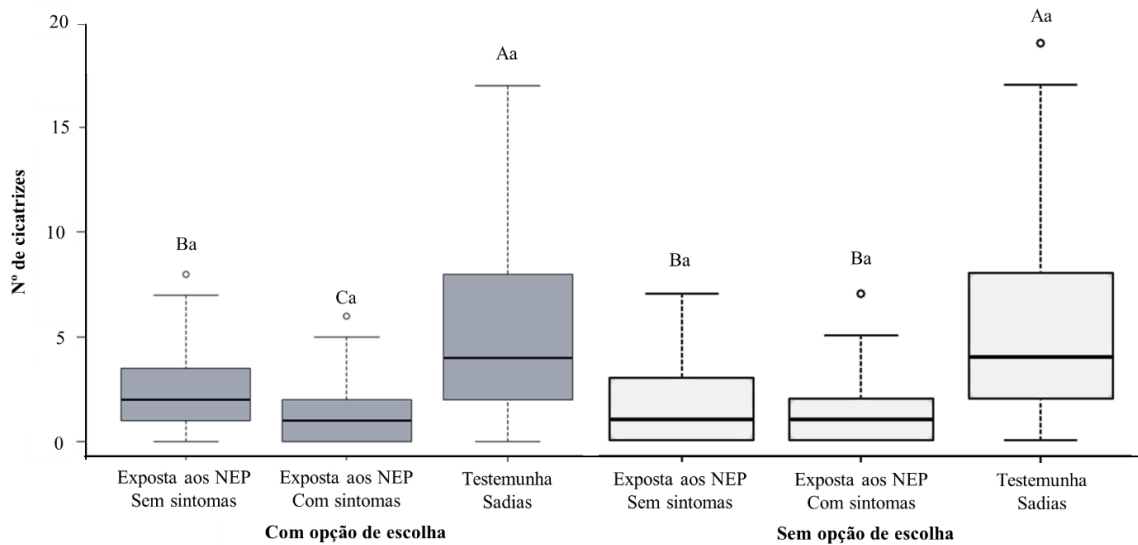 20
15
10
5
0
Nº de cicatrizes
Ba
Ca
Aa
Ba
Ba
Aa
Exposta aos NEP
Sem sintomas
Exposta aos NEP
Com sintomas
Testemunha
Sadias
Exposta aos NEP
Sem sintomas
Exposta aos NEP
Com sintomas
Testemunha
Sadias
Com opção de escolha
Sem opção de escolha